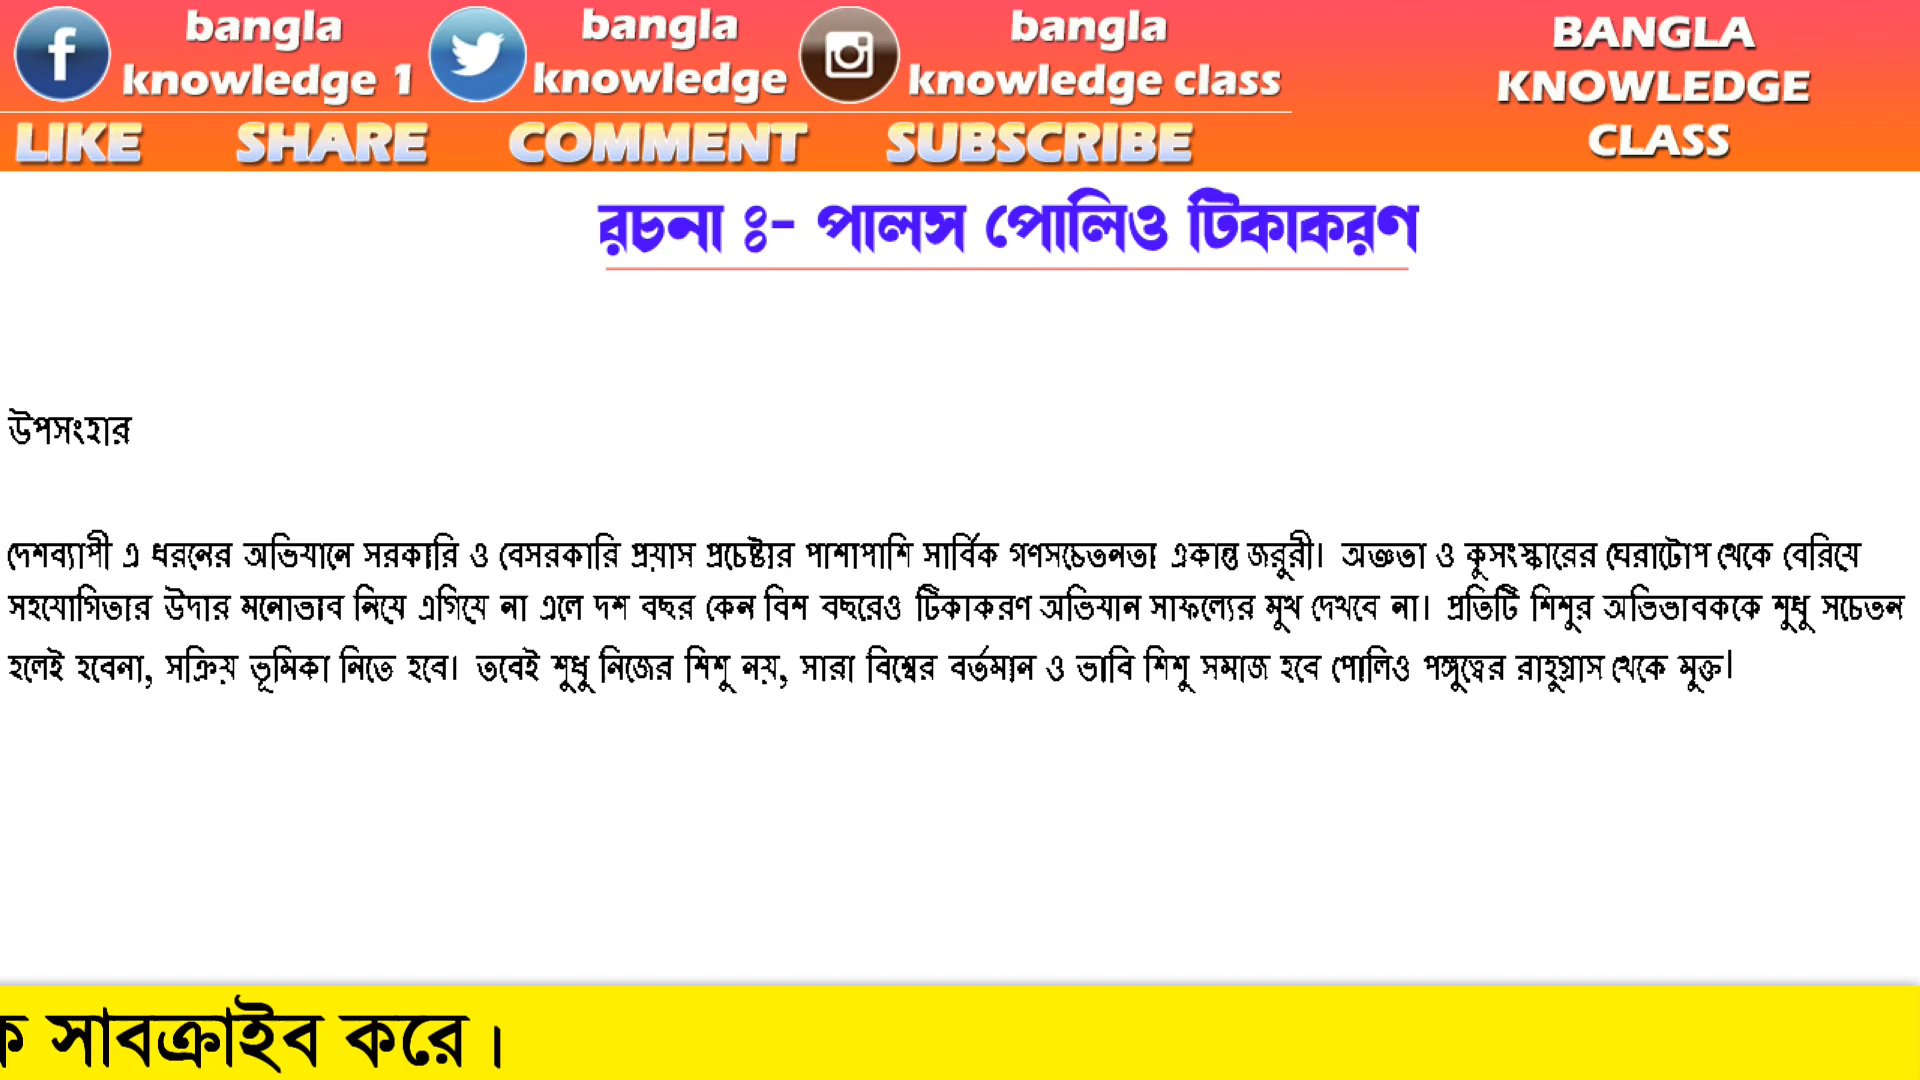 bangla knowledge 1
bangla knowledge
bangla knowledge class
BANGLA KNOWLEDGE CLASS
LIKE SHARE COMMENT SUBSCRIBE
রচনা ঃ- পালস পোলিও টিকাকরণ
উপসংহার
দেশব্যাপী এ ধরনের অভিযানে সরকারি ও বেসরকারি প্রয়াস প্রচেষ্টার পাশাপাশি সার্বিক গণসচেতনতা একান্ত জরুরী। অজ্ঞতা ও কুসংস্কারের ঘেরাটোপ থেকে বেরিয়ে
সহযোগিতার উদার মনোভাব নিয়ে এগিয়ে না এলে দশ বছর কেন বিশ বছরেও টিকাকরণ অভিযান সাফল্যের মুখ দেখবে না। প্রতিটি শিশুর অভিভাবককে শুধু সচেতন
হলেই হবেনা, সক্রিয় ভূমিকা নিতে হবে। তবেই শুধু নিজের শিশু নয়, সারা বিশ্বের বর্তমান ও ভাবি শিশু সমাজ হবে পোলিও পঙ্গুত্বের রাহুগ্রাস থেকে মুক্ত।
ক সাবক্রাইব করে।